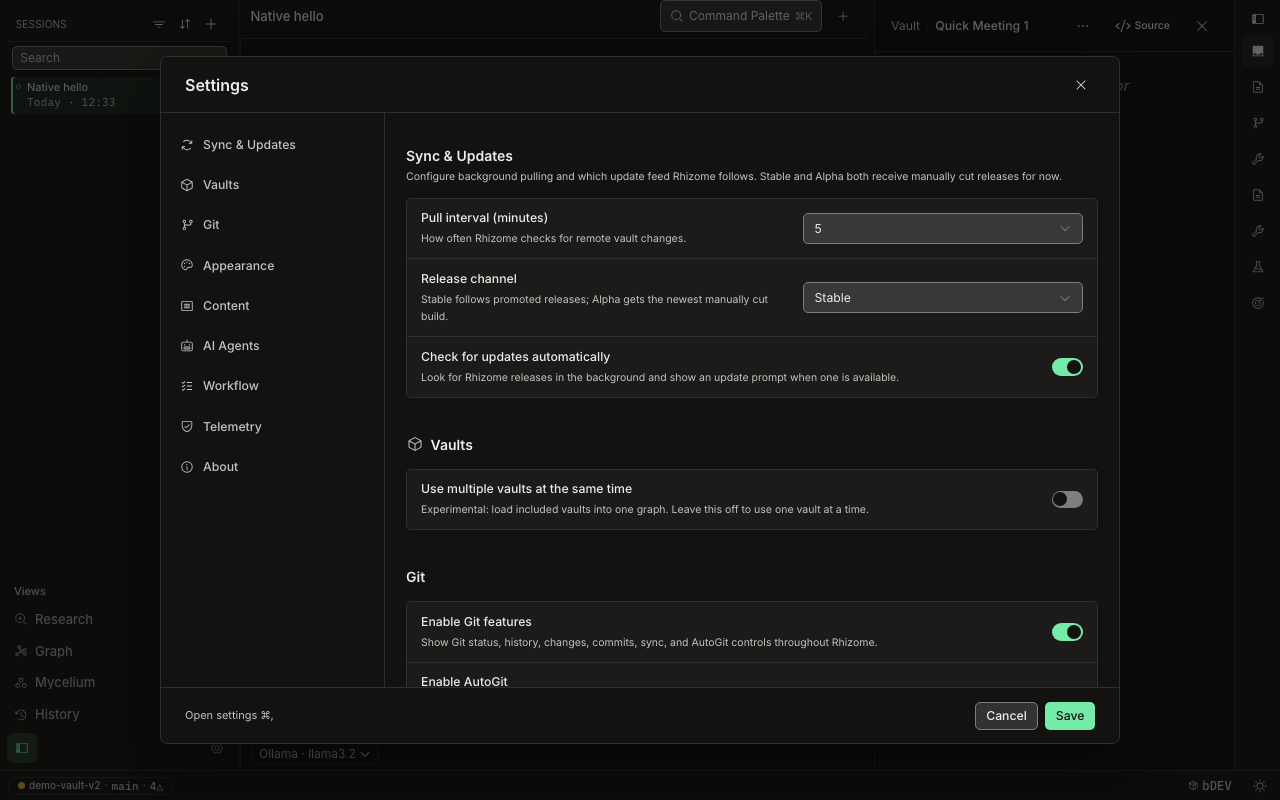 SESSIONS
Search
Native hello
Today · 12:33
Views
Research
Graph
Mycelium
History
Native hello
Command Palette ⌘K
Vault
Quick Meeting 1
</> Source
or
Settings
Sync & Updates
Vaults
Git
Appearance
Content
AI Agents
Workflow
Telemetry
About
Sync & Updates
Configure background pulling and which update feed Rhizome follows. Stable and Alpha both receive manually cut releases for now.
Pull interval (minutes)
How often Rhizome checks for remote vault changes.
5
Release channel
Stable follows promoted releases; Alpha gets the newest manually cut
build.
Stable
Check for updates automatically
Look for Rhizome releases in the background and show an update prompt when one is available.
Vaults
Use multiple vaults at the same time
Experimental: load included vaults into one graph. Leave this off to use one vault at a time.
Git
Enable Git features
Show Git status, history, changes, commits, sync, and AutoGit controls throughout Rhizome.
Enable AutoGit
Open settings ⌘,
Cancel
Save
Ollama · llama3.2
demo-vault-v2 · main · 4△
bDEV